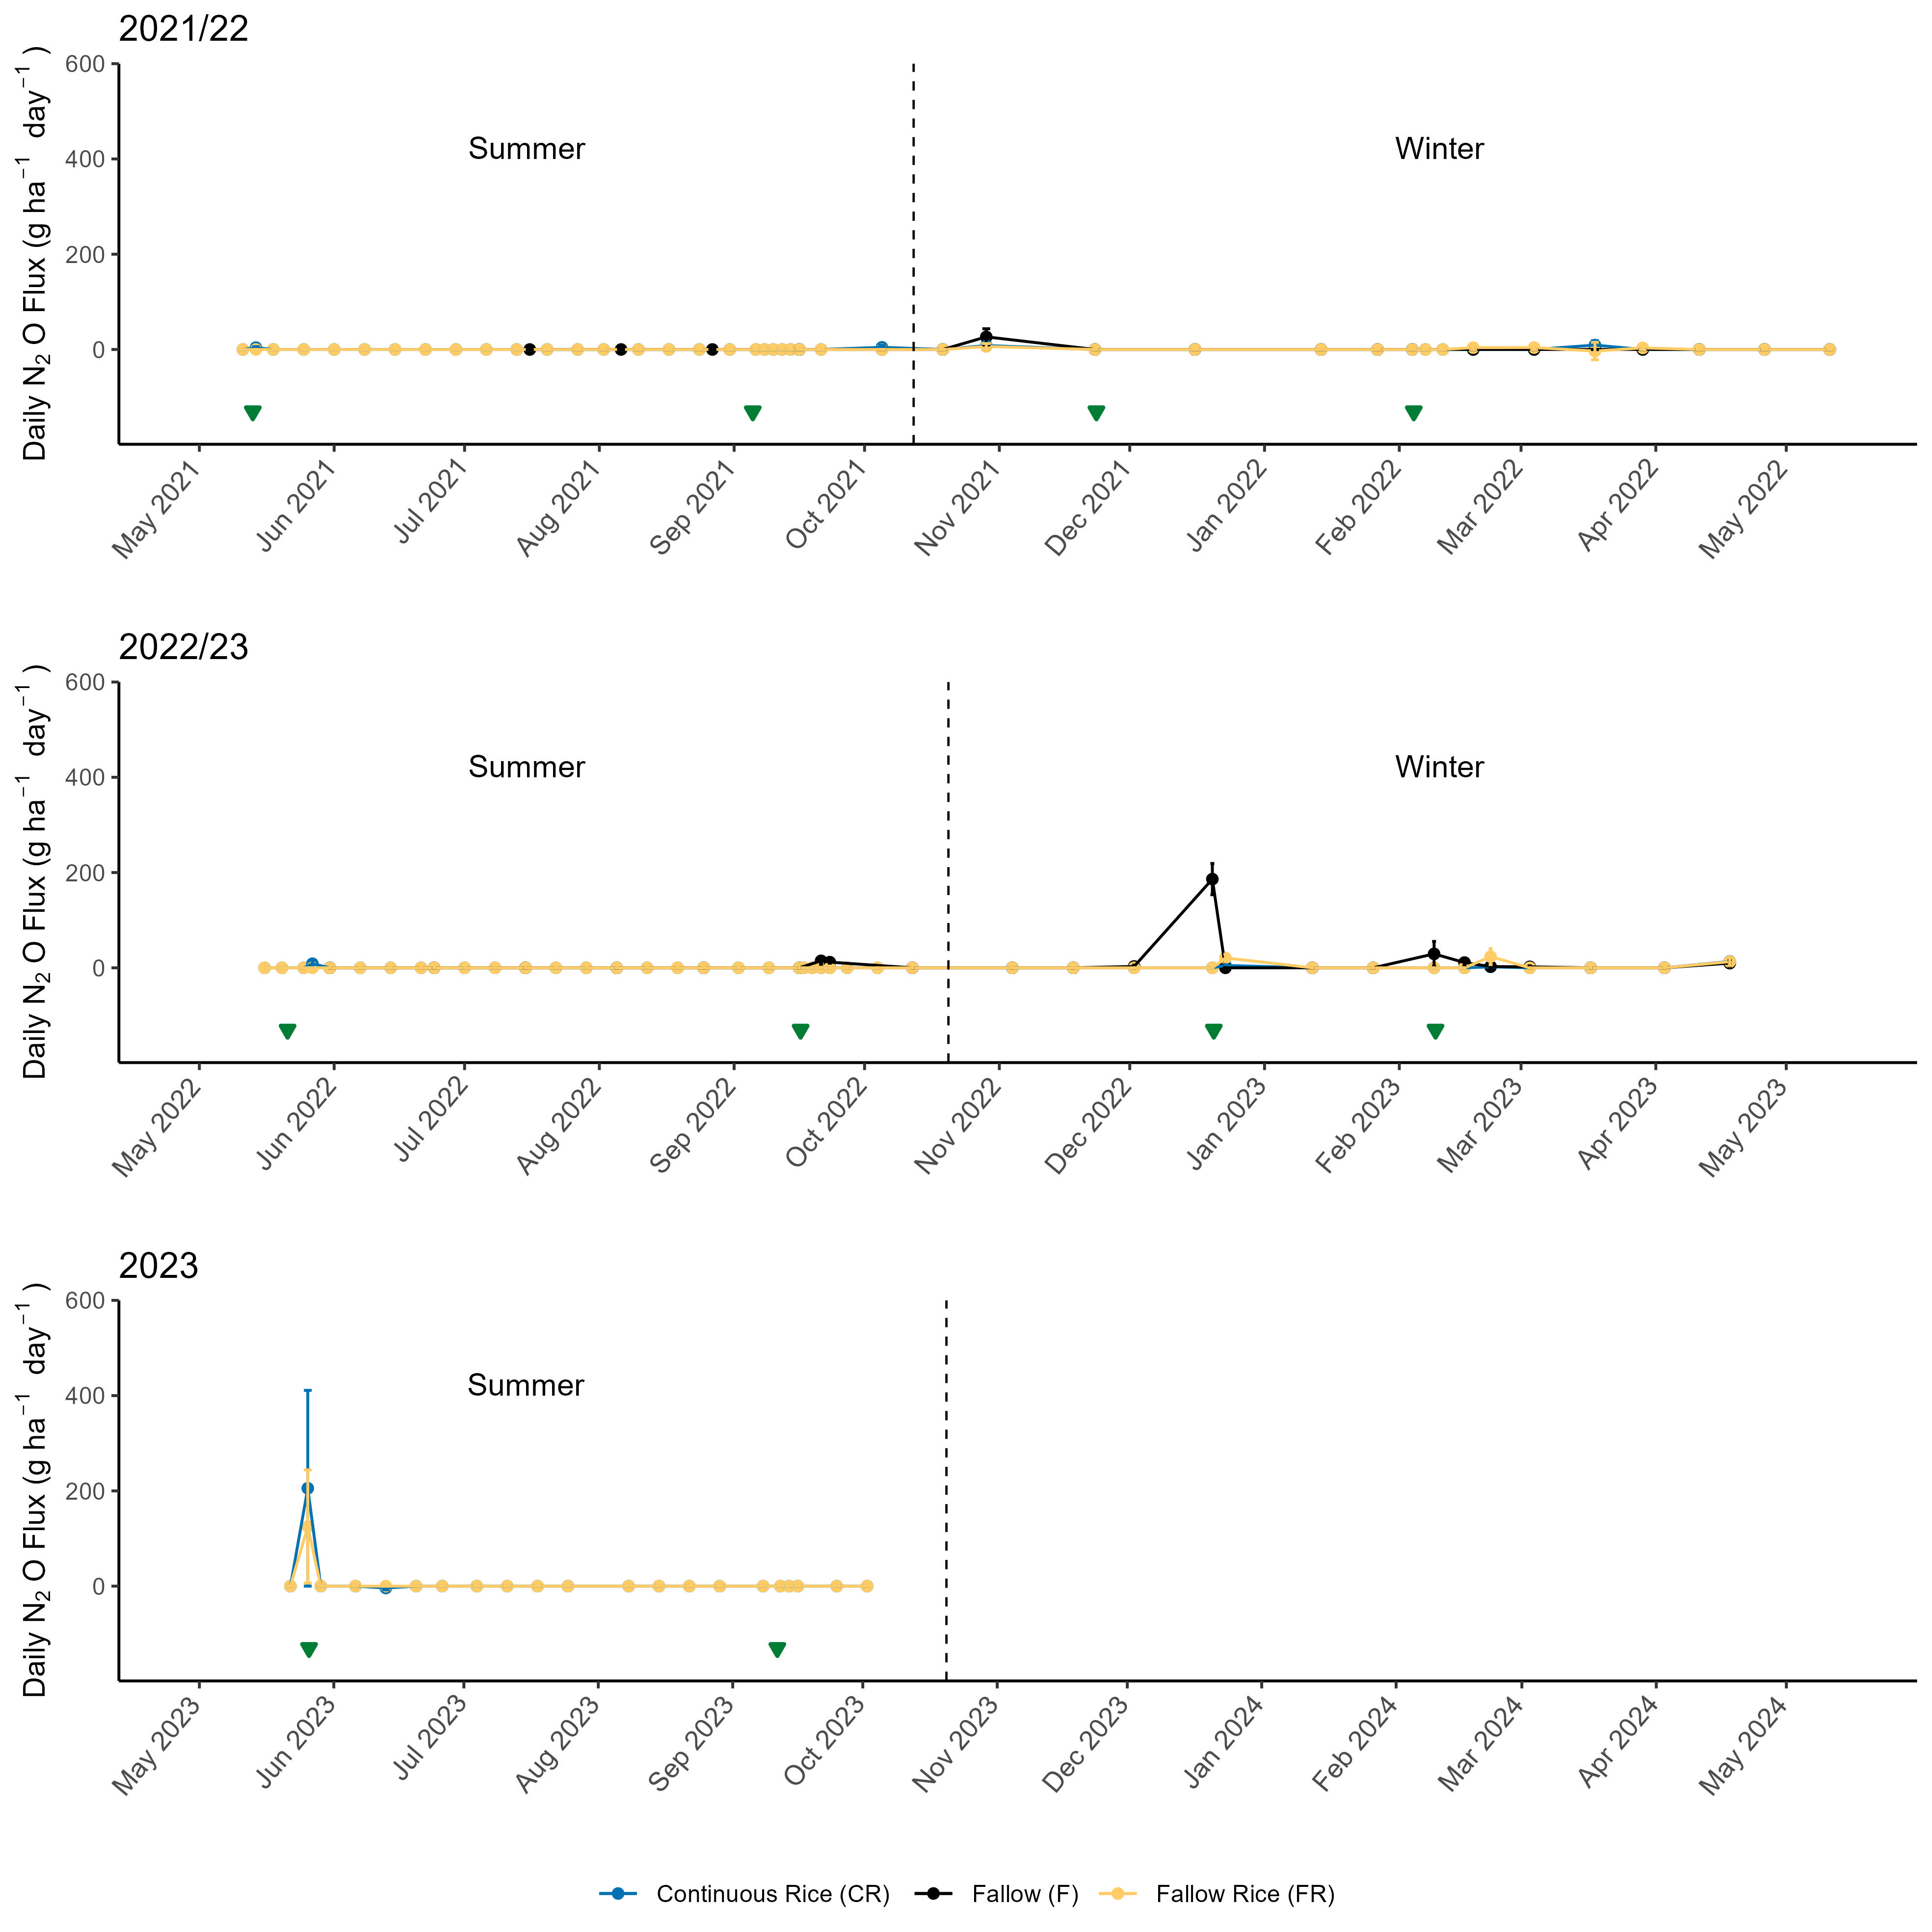 2021/22
Daily N₂ O Flux (g ha⁻¹ day⁻¹ )
600
400
200
0
Summer
Winter
May 2021
Jun 2021
Jul 2021
Aug 2021
Sep 2021
Oct 2021
Nov 2021
Dec 2021
Jan 2022
Feb 2022
Mar 2022
Apr 2022
May 2022
2022/23
Daily N₂ O Flux (g ha⁻¹ day⁻¹ )
600
400
200
0
Summer
Winter
May 2022
Jun 2022
Jul 2022
Aug 2022
Sep 2022
Oct 2022
Nov 2022
Dec 2022
Jan 2023
Feb 2023
Mar 2023
Apr 2023
May 2023
2023
Daily N₂ O Flux (g ha⁻¹ day⁻¹ )
600
400
200
0
Summer
May 2023
Jun 2023
Jul 2023
Aug 2023
Sep 2023
Oct 2023
Nov 2023
Dec 2023
Jan 2024
Feb 2024
Mar 2024
Apr 2024
May 2024
Continuous Rice (CR) Fallow (F) Fallow Rice (FR)